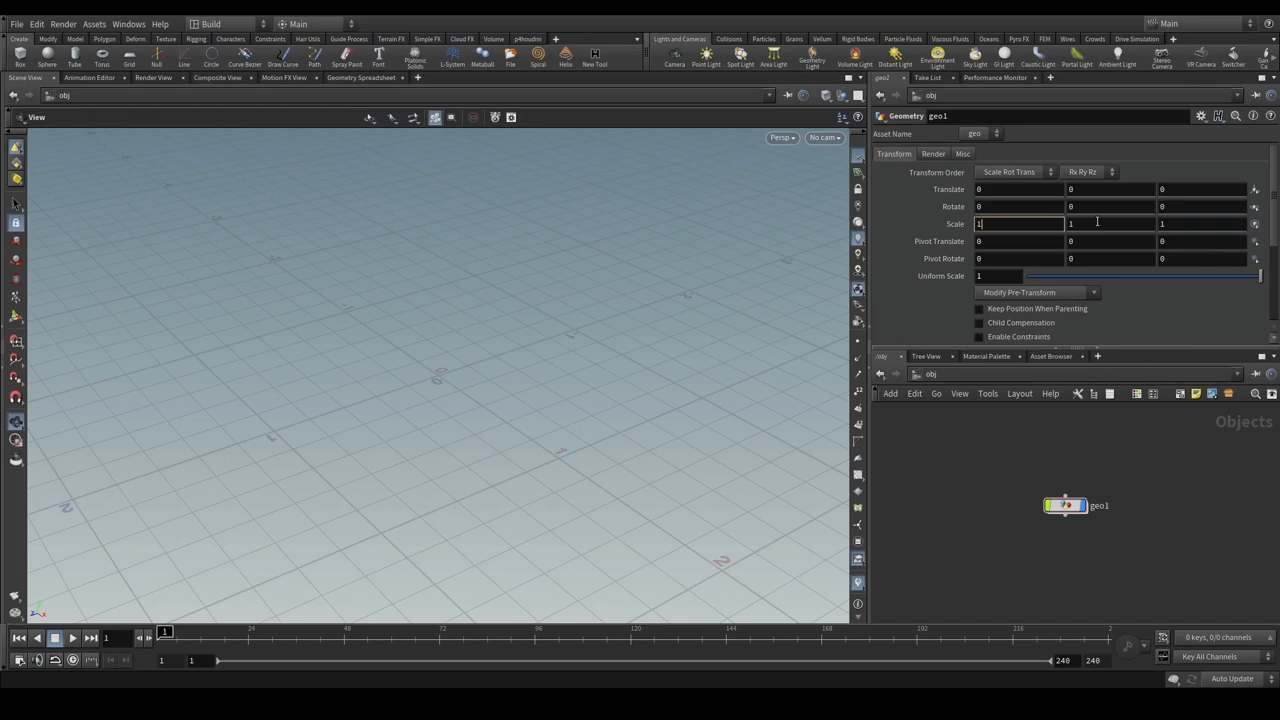 File Edit Render Assets Windows Help Build Main Main
Create Modify Model Polygon Deform Texture Rigging Characters Constraints Hair Utils Guide Process Terrain FX Simple FX Cloud FX Volume p4houdini
Lights and Cameras Collisions Particles Grains Vellum Rigid Bodies Particle Fluids Viscous Fluids Oceans Pyro FX FEM Wires Crowds Drive Simulation
Box Sphere Tube Torus Grid Null Line Circle Curve Bezier Draw Curve Path Spray Paint Font Platonic Solids L-System Metaball File Spiral Helix New Tool
Camera Point Light Spot Light Area Light Geometry Light Volume Light Distant Light Environment Light Sky Light GI Light Caustic Light Portal Light Ambient Light Stereo Camera VR Camera Switcher
Scene View Animation Editor Render View Composite View Motion FX View Geometry Spreadsheet
geo1 Take List Performance Monitor
obj
obj
View
Persp No cam
Geometry geo1
Asset Name geo
Transform Render Misc
Transform Order Scale Rot Trans Rx Ry Rz
Translate 0 0 0
Rotate 0 0 0
Scale 1 1 1
Pivot Translate 0 0 0
Pivot Rotate 0 0 0
Uniform Scale 1
Modify Pre-Transform
Keep Position When Parenting
Child Compensation
Enable Constraints
/obj Tree View Material Palette Asset Browser
obj
Add Edit Go View Tools Layout Help
Objects
geo1
1 1 24 48 72 96 120 144 168 192 216 2
0 keys, 0/0 channels
1 1 240 240
Key All Channels
Auto Update